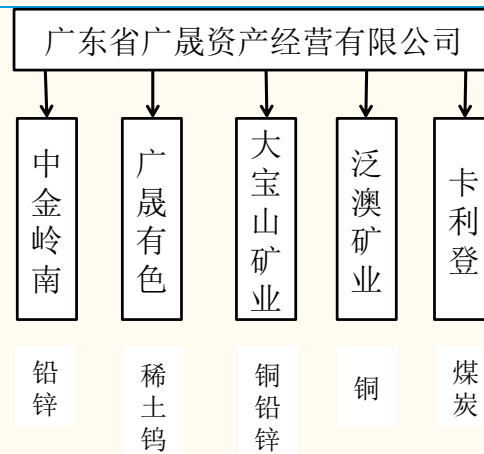 广东省广晟资产经营有限公司
中金岭南
广晟有色
大宝山矿业
泛澳矿业
卡利登
铅锌
稀土钨
铜铅锌
铜
煤炭